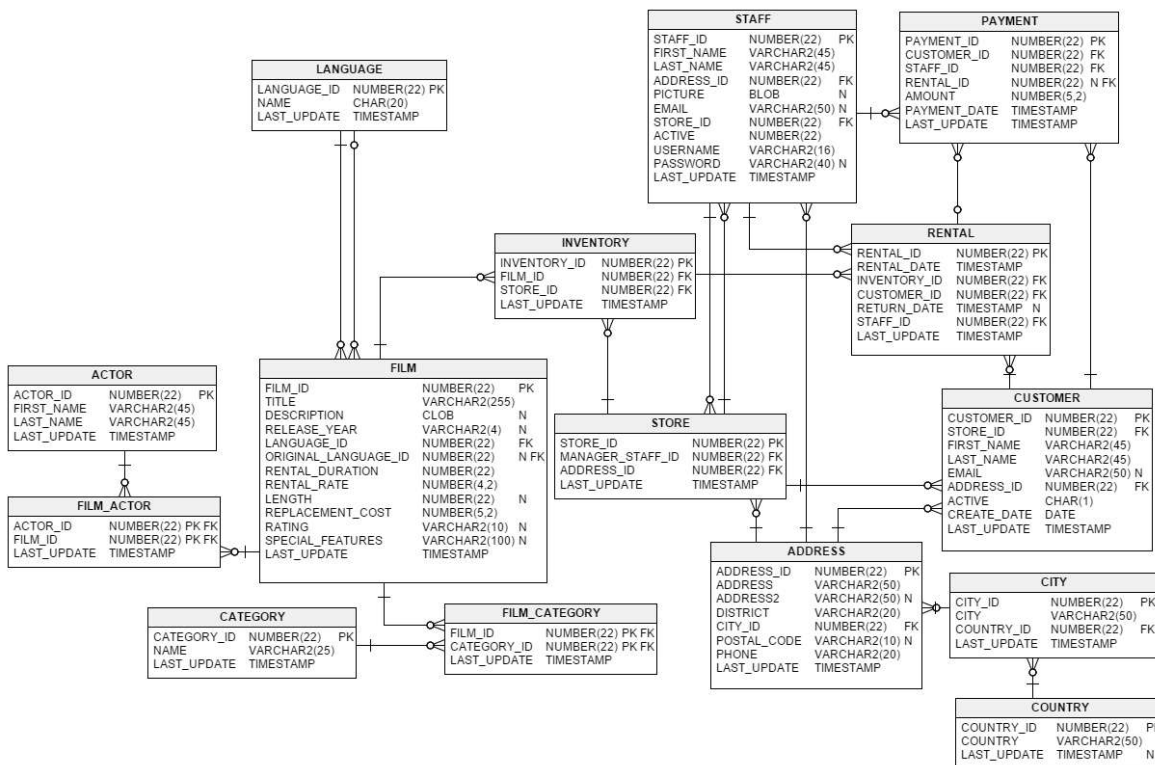 STAFF
STAFF_ID NUMBER(22) PK
FIRST_NAME VARCHAR2(45)
LAST_NAME VARCHAR2(45)
ADDRESS_ID NUMBER(22) FK
PICTURE BLOB N
EMAIL VARCHAR2(50) N
STORE_ID NUMBER(22) FK
ACTIVE NUMBER(22)
USERNAME VARCHAR2(16)
PASSWORD VARCHAR2(40) N
LAST_UPDATE TIMESTAMP
PAYMENT
PAYMENT_ID NUMBER(22) PK
CUSTOMER_ID NUMBER(22) FK
STAFF_ID NUMBER(22) FK
RENTAL_ID NUMBER(22) N FK
AMOUNT NUMBER(5,2)
PAYMENT_DATE TIMESTAMP
LAST_UPDATE TIMESTAMP
LANGUAGE
LANGUAGE_ID NUMBER(22) PK
NAME CHAR(20)
LAST_UPDATE TIMESTAMP
INVENTORY
INVENTORY_ID NUMBER(22) PK
FILM_ID NUMBER(22) FK
STORE_ID NUMBER(22) FK
LAST_UPDATE TIMESTAMP
RENTAL
RENTAL_ID NUMBER(22) PK
RENTAL_DATE TIMESTAMP
INVENTORY_ID NUMBER(22) FK
CUSTOMER_ID NUMBER(22) FK
RETURN_DATE TIMESTAMP N
STAFF_ID NUMBER(22) FK
LAST_UPDATE TIMESTAMP
ACTOR
ACTOR_ID NUMBER(22) PK
FIRST_NAME VARCHAR2(45)
LAST_NAME VARCHAR2(45)
LAST_UPDATE TIMESTAMP
FILM
FILM_ID NUMBER(22) PK
TITLE VARCHAR2(255)
DESCRIPTION CLOB N
RELEASE_YEAR VARCHAR2(4) N
LANGUAGE_ID NUMBER(22) FK
ORIGINAL_LANGUAGE_ID NUMBER(22) N FK
RENTAL_DURATION NUMBER(22)
RENTAL_RATE NUMBER(4,2)
LENGTH NUMBER(22) N
REPLACEMENT_COST NUMBER(5,2)
RATING VARCHAR2(10) N
SPECIAL_FEATURES VARCHAR2(100) N
LAST_UPDATE TIMESTAMP
STORE
STORE_ID NUMBER(22) PK
MANAGER_STAFF_ID NUMBER(22) FK
ADDRESS_ID NUMBER(22) FK
LAST_UPDATE TIMESTAMP
CUSTOMER
CUSTOMER_ID NUMBER(22) PK
STORE_ID NUMBER(22) FK
FIRST_NAME VARCHAR2(45)
LAST_NAME VARCHAR2(45)
EMAIL VARCHAR2(50) N
ADDRESS_ID NUMBER(22) FK
ACTIVE CHAR(1)
CREATE_DATE DATE
LAST_UPDATE TIMESTAMP
FILM_ACTOR
ACTOR_ID NUMBER(22) PK FK
FILM_ID NUMBER(22) PK FK
LAST_UPDATE TIMESTAMP
ADDRESS
ADDRESS_ID NUMBER(22) PK
ADDRESS VARCHAR2(50)
ADDRESS2 VARCHAR2(50) N
DISTRICT VARCHAR2(20)
CITY_ID NUMBER(22) FK
POSTAL_CODE VARCHAR2(10) N
PHONE VARCHAR2(20)
LAST_UPDATE TIMESTAMP
CITY
CITY_ID NUMBER(22) PK
CITY VARCHAR2(50)
COUNTRY_ID NUMBER(22) FK
LAST_UPDATE TIMESTAMP
CATEGORY
CATEGORY_ID NUMBER(22) PK
NAME VARCHAR2(25)
LAST_UPDATE TIMESTAMP
FILM_CATEGORY
FILM_ID NUMBER(22) PK FK
CATEGORY_ID NUMBER(22) PK FK
LAST_UPDATE TIMESTAMP
COUNTRY
COUNTRY_ID NUMBER(22)
COUNTRY VARCHAR2(50)
LAST_UPDATE TIMESTAMP N